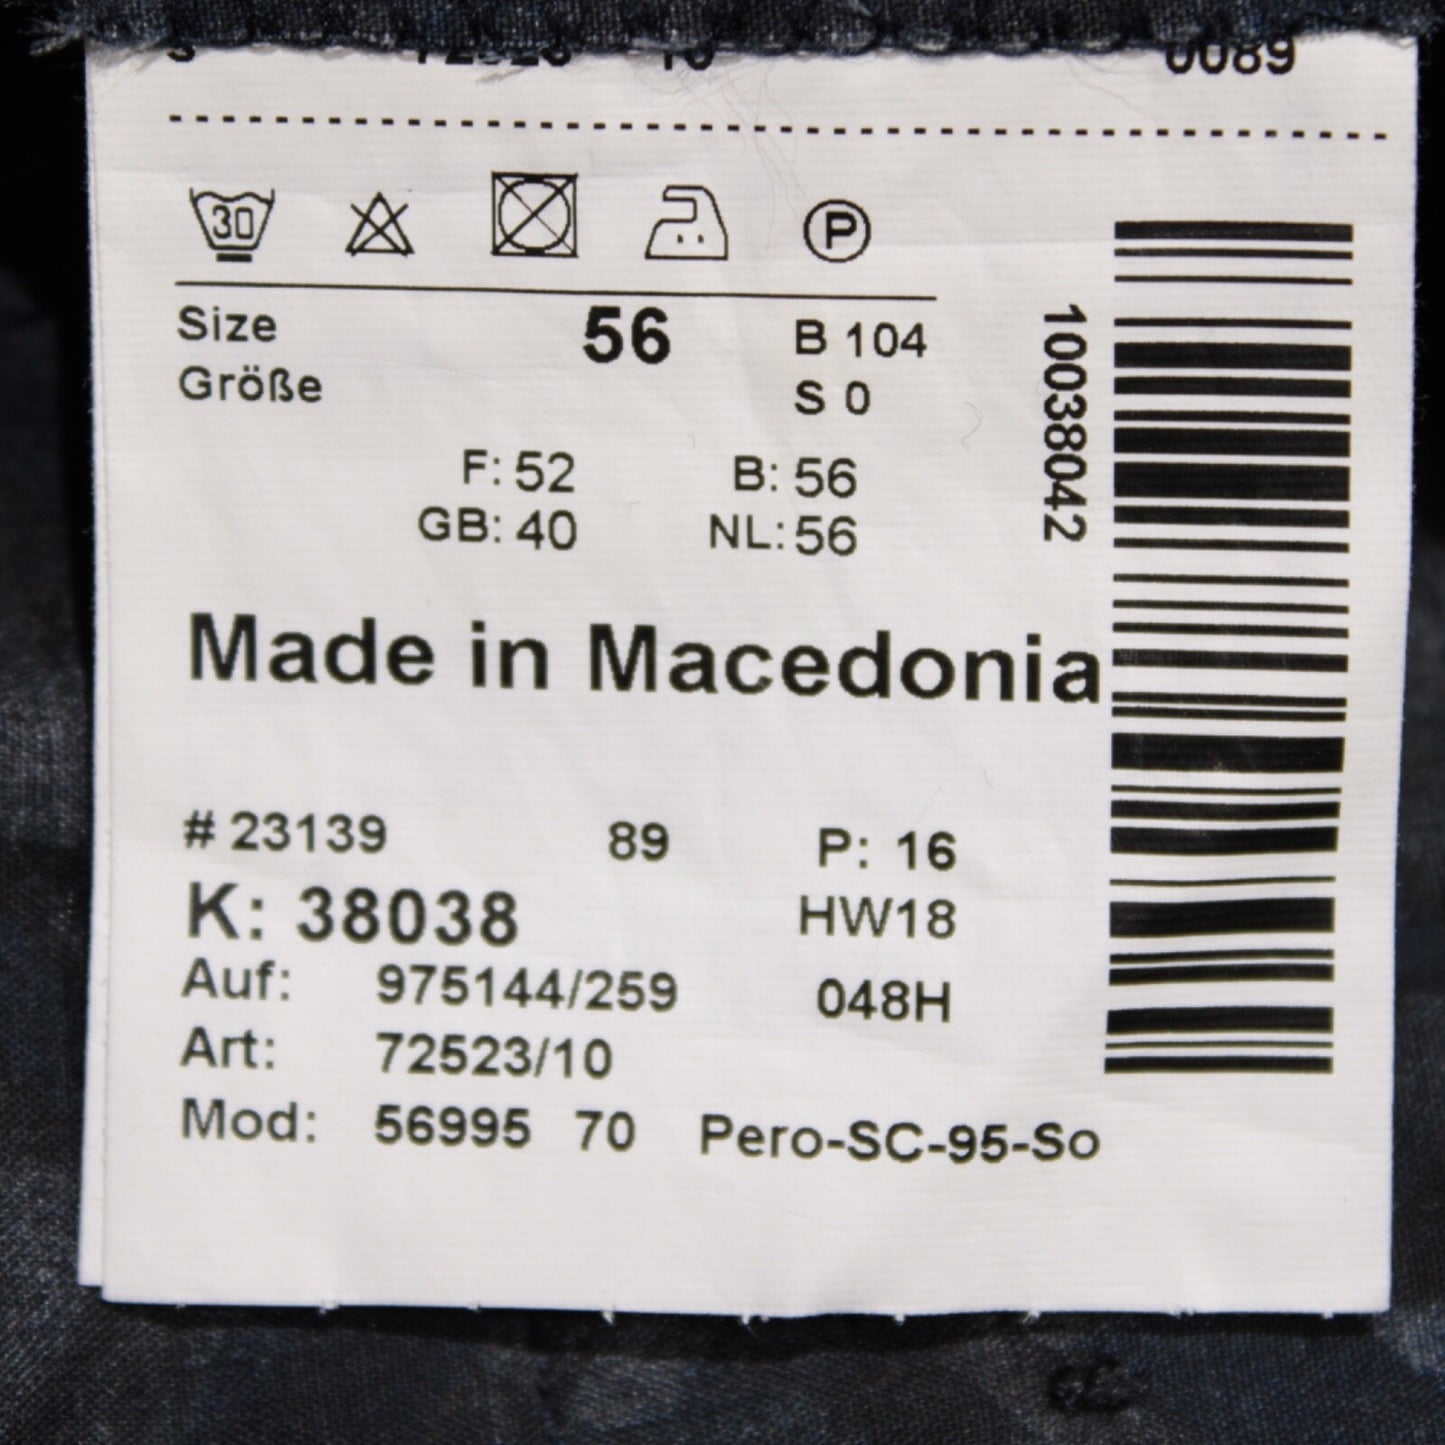 0089
30
P
Size 56 B 104
Größe S 0
F: 52 B: 56
GB: 40 NL: 56
10038042
Made in Macedonia
# 23139 89 P: 16
K: 38038 HW18
Auf: 975144/259 048H
Art: 72523/10
Mod: 56995 70 Pero-SC-95-So